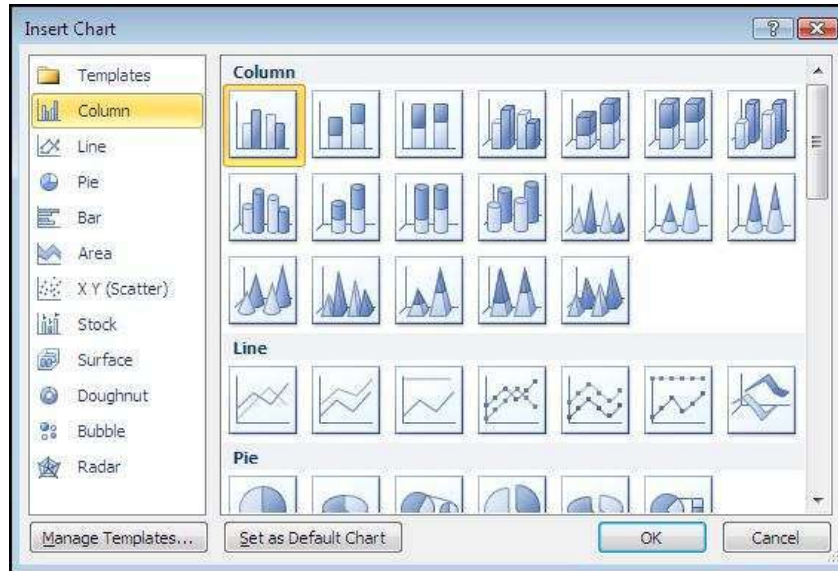 Insert Chart
Templates
Column
Line
Pie
Bar
Area
X Y (Scatter)
Stock
Surface
Doughnut
Bubble
Radar
Column
Line
Pie
Manage Templates...
Set as Default Chart
OK
Cancel